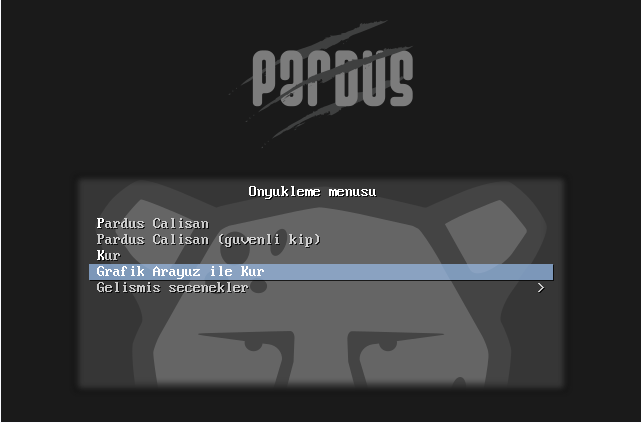 Pardus
Onyukleme menusu
Pardus Calisan
Pardus Calisan (guvenli kip)
Kur
Grafik Arayuz ile Kur
Gelismis secenekler >